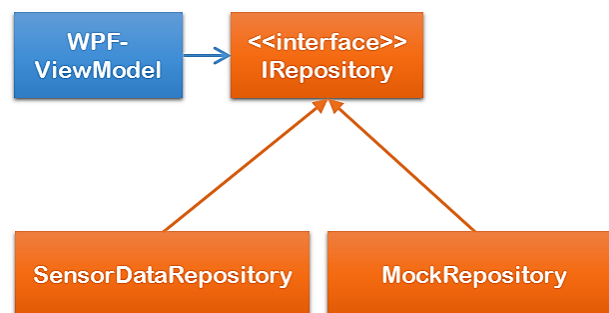 WPF-
ViewModel
<<interface>>
IRepository
SensorDataRepository
MockRepository